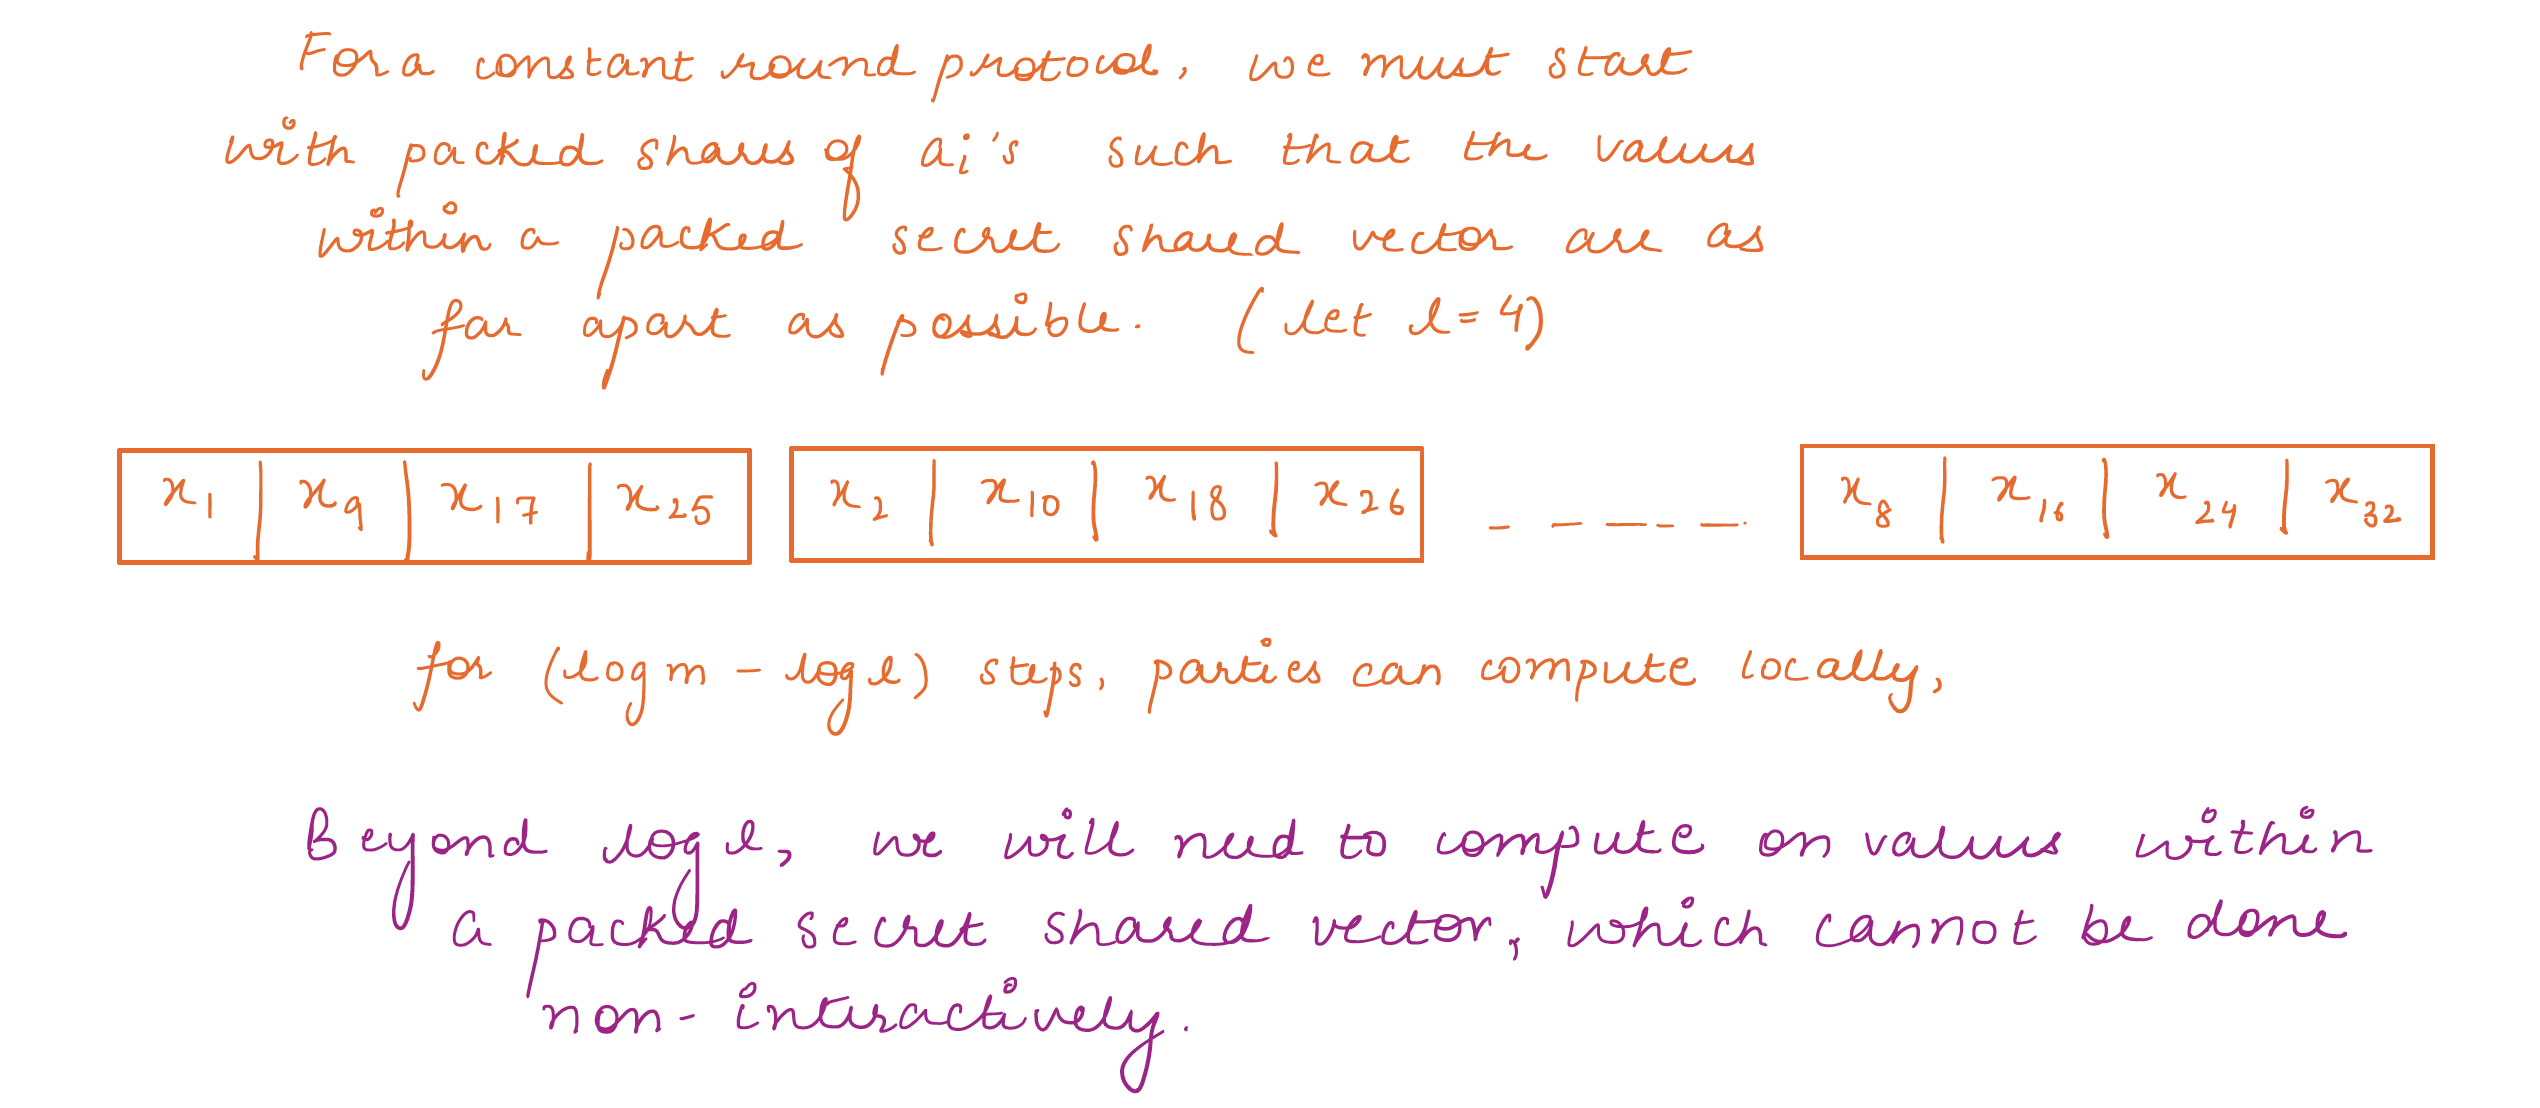 For a constant round protocol, we must start
with packed shares of aᵢ's such that the values
within a packed secret shared vector are as
far apart as possible. (let l = 4)
x₁ | x₉ | x₁₇ | x₂₅ x₂ | x₁₀ | x₁₈ | x₂₆ - - - - - - x₈ | x₁₆ | x₂₄ | x₃₂
for (log m - log l) steps, parties can compute locally,
Beyond log l, we will need to compute on values within
a packed secret shared vector, which cannot be done
non-interactively.